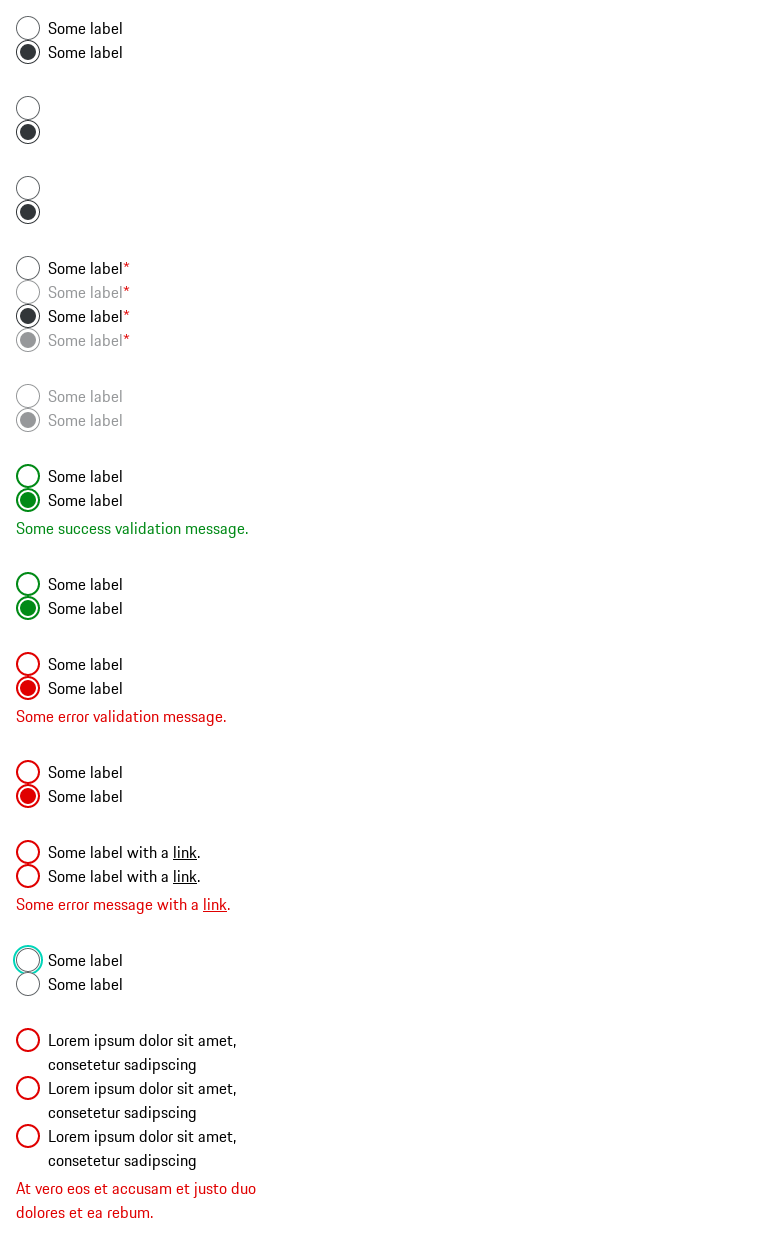 Some label
Some label
Some label*
Some label*
Some label*
Some label*
Some label
Some label
Some label
Some label
Some success validation message.
Some label
Some label
Some label
Some label
Some error validation message.
Some label
Some label
Some label with a link.
Some label with a link.
Some error message with a link.
Some label
Some label
Lorem ipsum dolor sit amet,
consetetur sadipscing
Lorem ipsum dolor sit amet,
consetetur sadipscing
Lorem ipsum dolor sit amet,
consetetur sadipscing
At vero eos et accusam et justo duo
dolores et ea rebum.